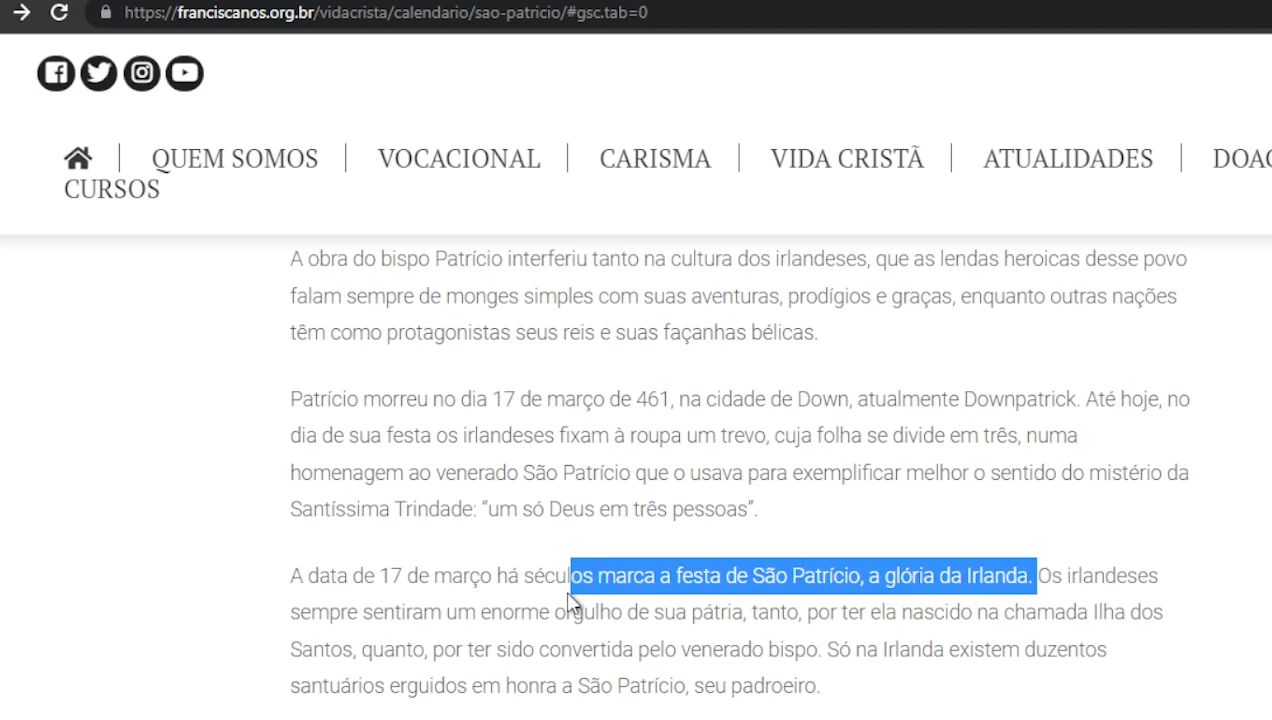 https://franciscanos.org.br/vidacrista/calendario/sao-patricio/#gsc.tab=0
QUEM SOMOS
VOCACIONAL
CARISMA
VIDA CRISTÃ
ATUALIDADES
CURSOS
A obra do bispo Patrício interferiu tanto na cultura dos irlandeses, que as lendas heroicas desse povo
falam sempre de monges simples com suas aventuras, prodígios e graças, enquanto outras nações
têm como protagonistas seus reis e suas façanhas bélicas.
Patrício morreu no dia 17 de março de 461, na cidade de Down, atualmente Downpatrick. Até hoje, no
dia de sua festa os irlandeses fixam à roupa um trevo, cuja folha se divide em três, numa
homenagem ao venerado São Patrício que o usava para exemplificar melhor o sentido do mistério da
Santíssima Trindade: “um só Deus em três pessoas”.
A data de 17 de março há séculos marca a festa de São Patrício, a glória da Irlanda. Os irlandeses
sempre sentiram um enorme orgulho de sua pátria, tanto, por ter ela nascido na chamada Ilha dos
Santos, quanto, por ter sido convertida pelo venerado bispo. Só na Irlanda existem duzentos
santuários erguidos em honra a São Patrício, seu padroeiro.